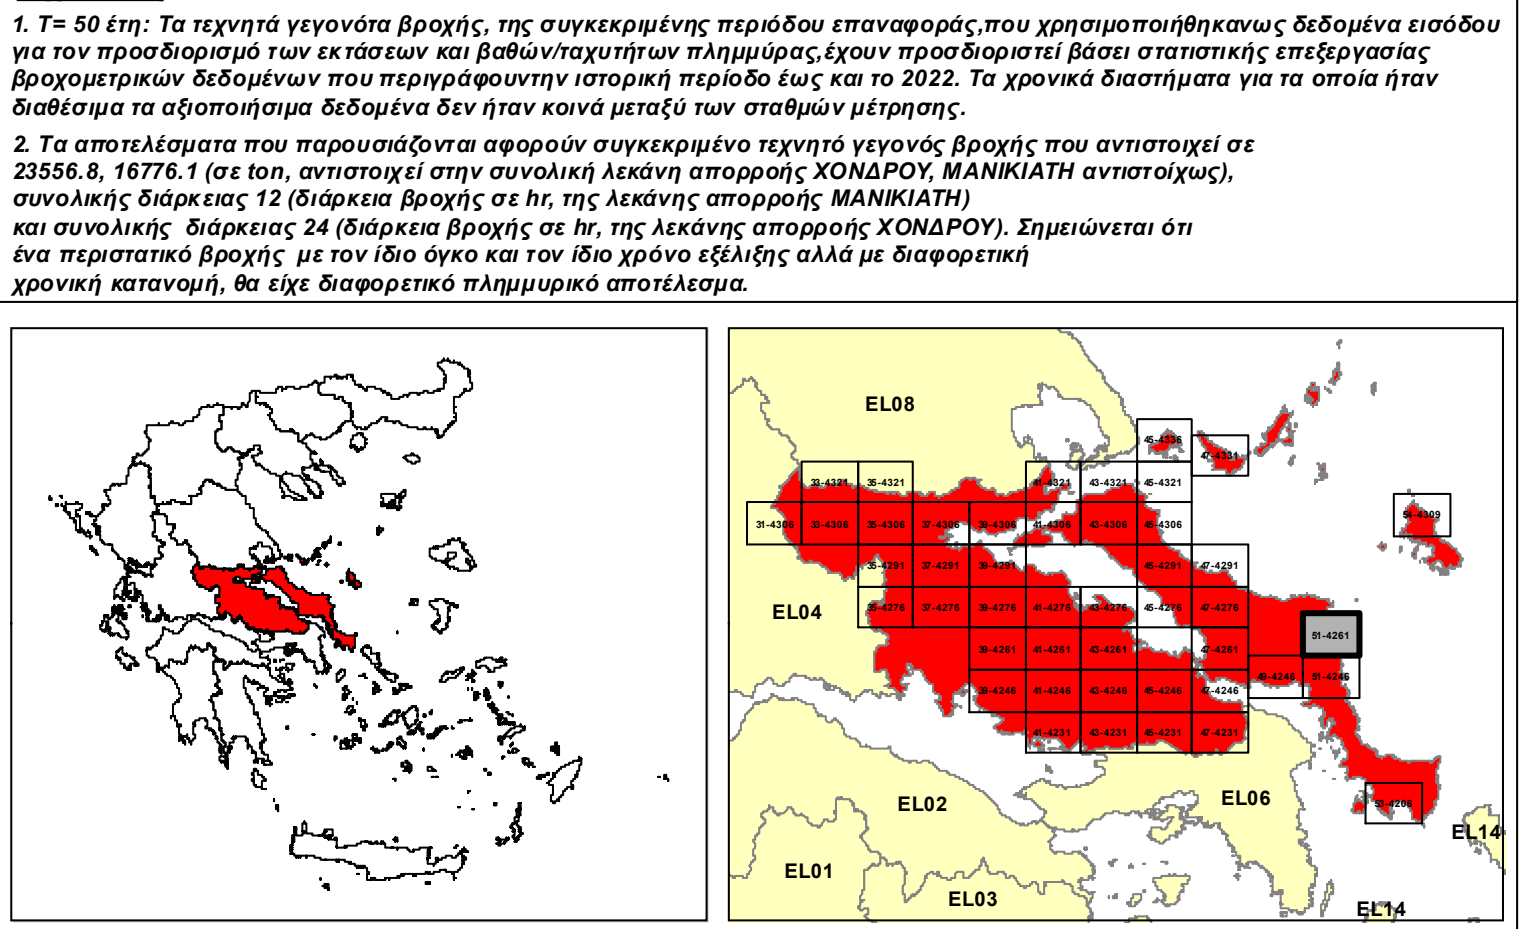 1. Τ= 50 έτη: Τα τεχνητά γεγονότα βροχής, της συγκεκριμένης περιόδου επαναφοράς,που χρησιμοποιήθηκανως δεδομένα εισόδου
για τον προσδιορισμό των εκτάσεων και βαθών/ταχυτήτων πλημμύρας,έχουν προσδιοριστεί βάσει στατιστικής επεξεργασίας
βροχομετρικών δεδομένων που περιγράφουντην ιστορική περίοδο έως και το 2022. Τα χρονικά διαστήματα για τα οποία ήταν
διαθέσιμα τα αξιοποιήσιμα δεδομένα δεν ήταν κοινά μεταξύ των σταθμών μέτρησης.
2. Τα αποτελέσματα που παρουσιάζονται αφορούν συγκεκριμένο τεχνητό γεγονός βροχής που αντιστοιχεί σε
23556.8, 16776.1 (σε ton, αντιστοιχεί στην συνολική λεκάνη απορροής ΧΟΝΔΡΟΥ, ΜΑΝΙΚΙΑΤΗ αντιστοίχως),
συνολικής διάρκειας 12 (διάρκεια βροχής σε hr, της λεκάνης απορροής ΜΑΝΙΚΙΑΤΗ)
και συνολικής διάρκειας 24 (διάρκεια βροχής σε hr, της λεκάνης απορροής ΧΟΝΔΡΟΥ). Σημειώνεται ότι
ένα περιστατικό βροχής με τον ίδιο όγκο και τον ίδιο χρόνο εξέλιξης αλλά με διαφορετική
χρονική κατανομή, θα είχε διαφορετικό πλημμυρικό αποτέλεσμα.
EL08
45-4336
47-4331
33-4321 35-4321 41-4321 43-4321 45-4321
54-4309
31-4306 33-4306 35-4306 37-4306 39-4306 41-4306 43-4306 45-4306
35-4291 37-4291 39-4291 45-4291 47-4291
EL04
35-4276 37-4276 39-4276 41-4276 43-4276 45-4276 47-4276
51-4261
39-4261 41-4261 43-4261 47-4261
49-4246 51-4246
39-4246 41-4246 43-4246 45-4246 47-4246
41-4231 43-4231 45-4231 47-4231
EL02
EL06
53-4206
EL14
EL01
EL03
EL14